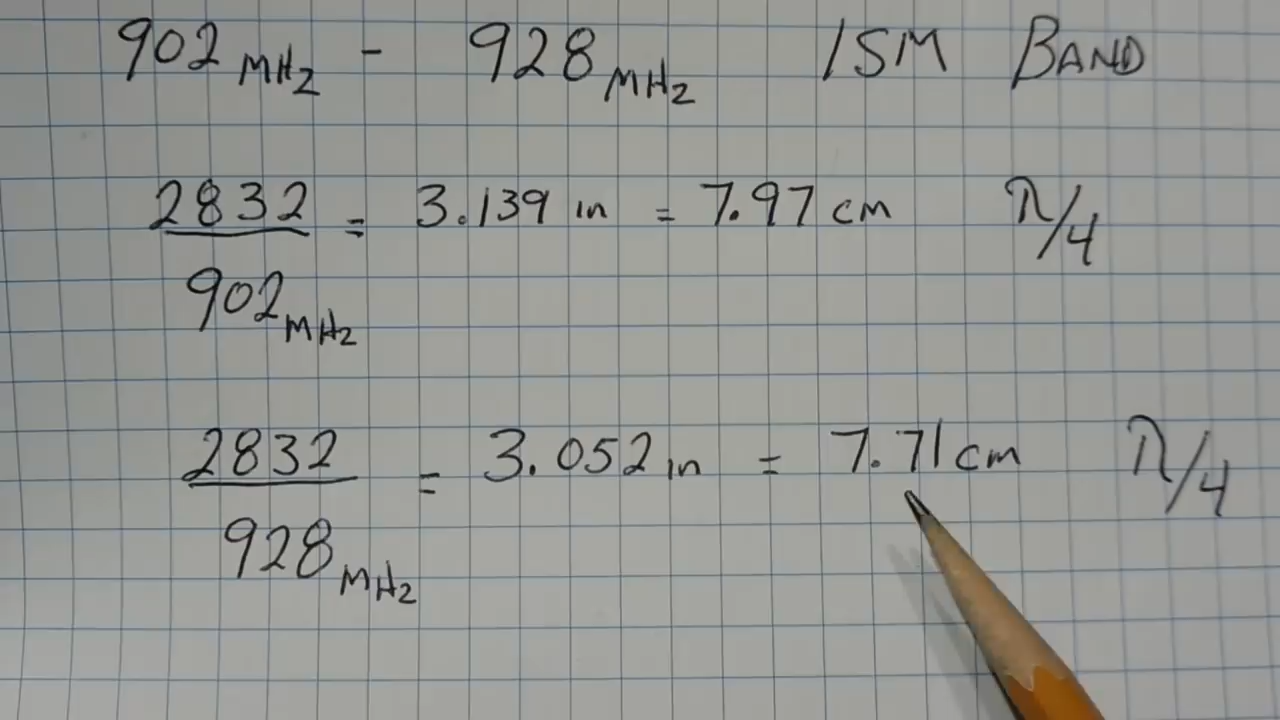 902 MHz - 928 MHz ISM BAND
2832 = 3.139 in = 7.97 cm λ/4
902 MHz
2832 = 3.052 in = 7.71 cm λ/4
928 MHz